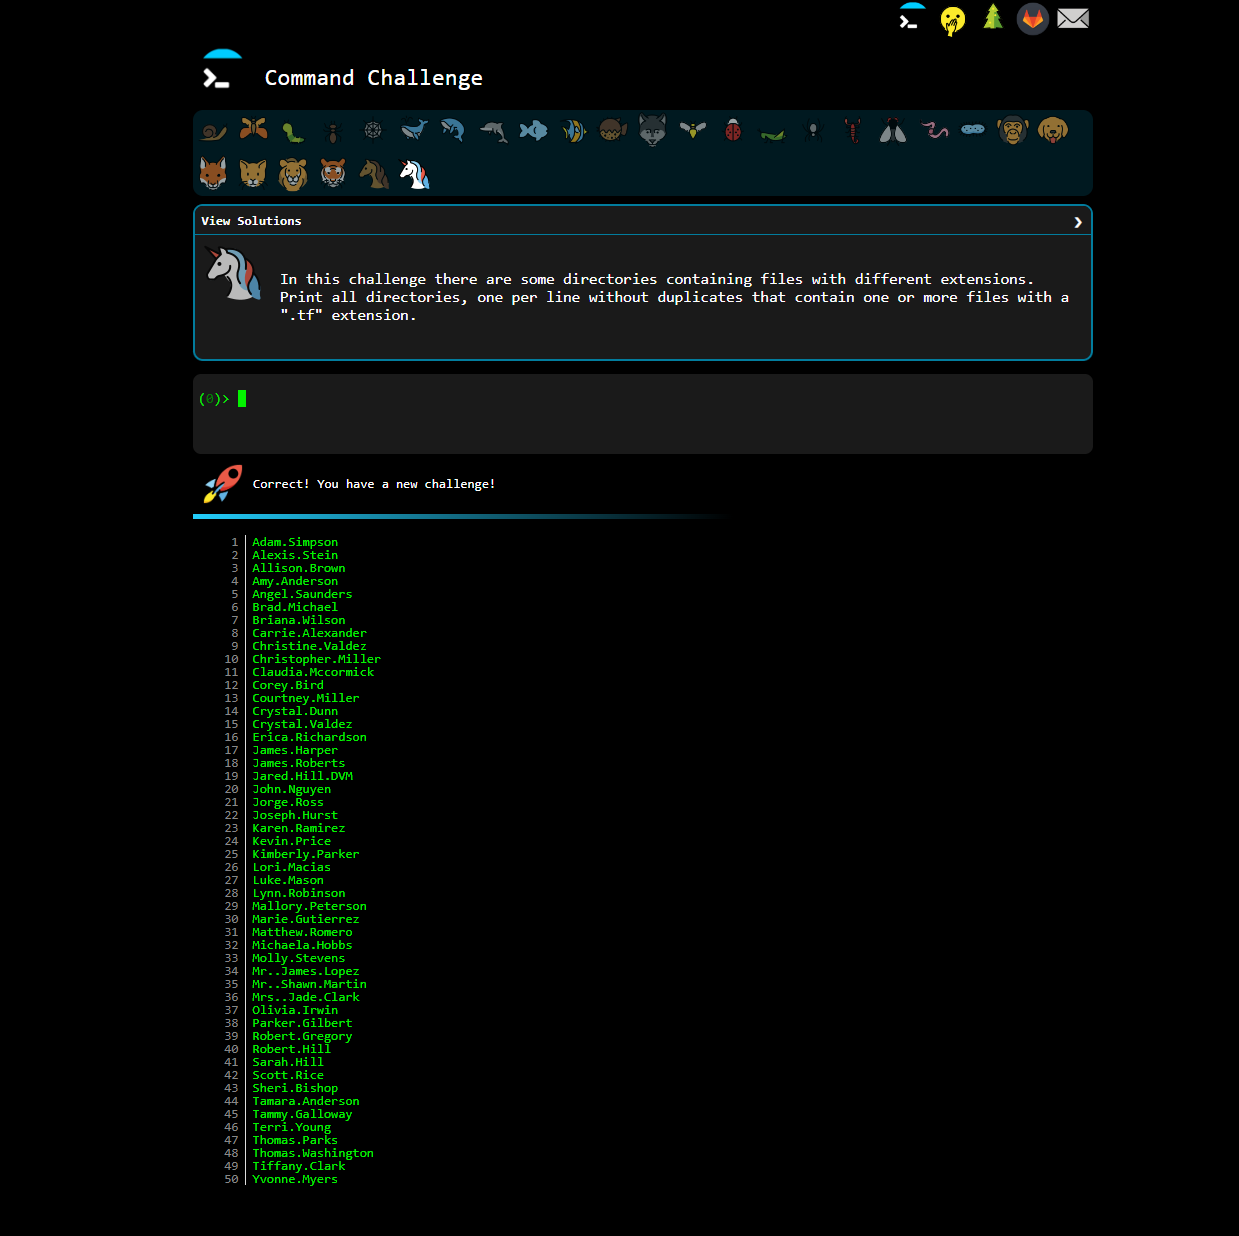 Command Challenge
View Solutions
In this challenge there are some directories containing files with different extensions.
Print all directories, one per line without duplicates that contain one or more files with a
".tf" extension.
(0)>
Correct! You have a new challenge!
1 Adam.Simpson
2 Alexis.Stein
3 Allison.Brown
4 Amy.Anderson
5 Angel.Saunders
6 Brad.Michael
7 Briana.Wilson
8 Carrie.Alexander
9 Christine.Valdez
10 Christopher.Miller
11 Claudia.Mccormick
12 Corey.Bird
13 Courtney.Miller
14 Crystal.Dunn
15 Crystal.Valdez
16 Erica.Richardson
17 James.Harper
18 James.Roberts
19 Jared.Hill.DVM
20 John.Nguyen
21 Jorge.Ross
22 Joseph.Hurst
23 Karen.Ramirez
24 Kevin.Price
25 Kimberly.Parker
26 Lori.Macias
27 Luke.Mason
28 Lynn.Robinson
29 Mallory.Peterson
30 Marie.Gutierrez
31 Matthew.Romero
32 Michaela.Hobbs
33 Molly.Stevens
34 Mr..James.Lopez
35 Mr..Shawn.Martin
36 Mrs..Jade.Clark
37 Olivia.Irwin
38 Parker.Gilbert
39 Robert.Gregory
40 Robert.Hill
41 Sarah.Hill
42 Scott.Rice
43 Sheri.Bishop
44 Tamara.Anderson
45 Tammy.Galloway
46 Terri.Young
47 Thomas.Parks
48 Thomas.Washington
49 Tiffany.Clark
50 Yvonne.Myers